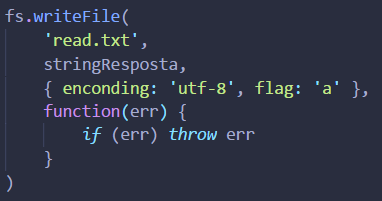 fs.writeFile(
    'read.txt',
    stringResposta,
    { enconding: 'utf-8', flag: 'a' },
    function(err) {
        if (err) throw err
    }
)